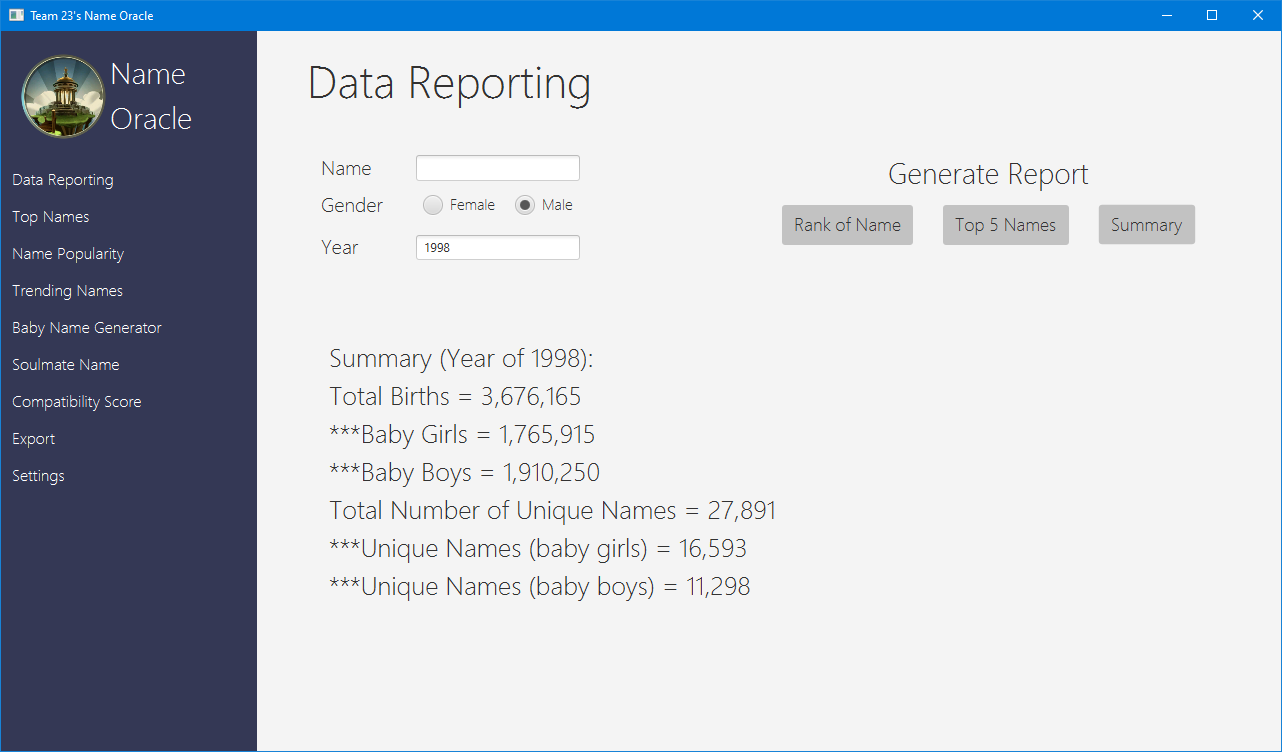 Team 23's Name Oracle
Name
Oracle
Data Reporting
Top Names
Name Popularity
Trending Names
Baby Name Generator
Soulmate Name
Compatibility Score
Export
Settings
Data Reporting
Name
Gender Female Male
Year 1998
Generate Report
Rank of Name Top 5 Names Summary
Summary (Year of 1998):
Total Births = 3,676,165
***Baby Girls = 1,765,915
***Baby Boys = 1,910,250
Total Number of Unique Names = 27,891
***Unique Names (baby girls) = 16,593
***Unique Names (baby boys) = 11,298